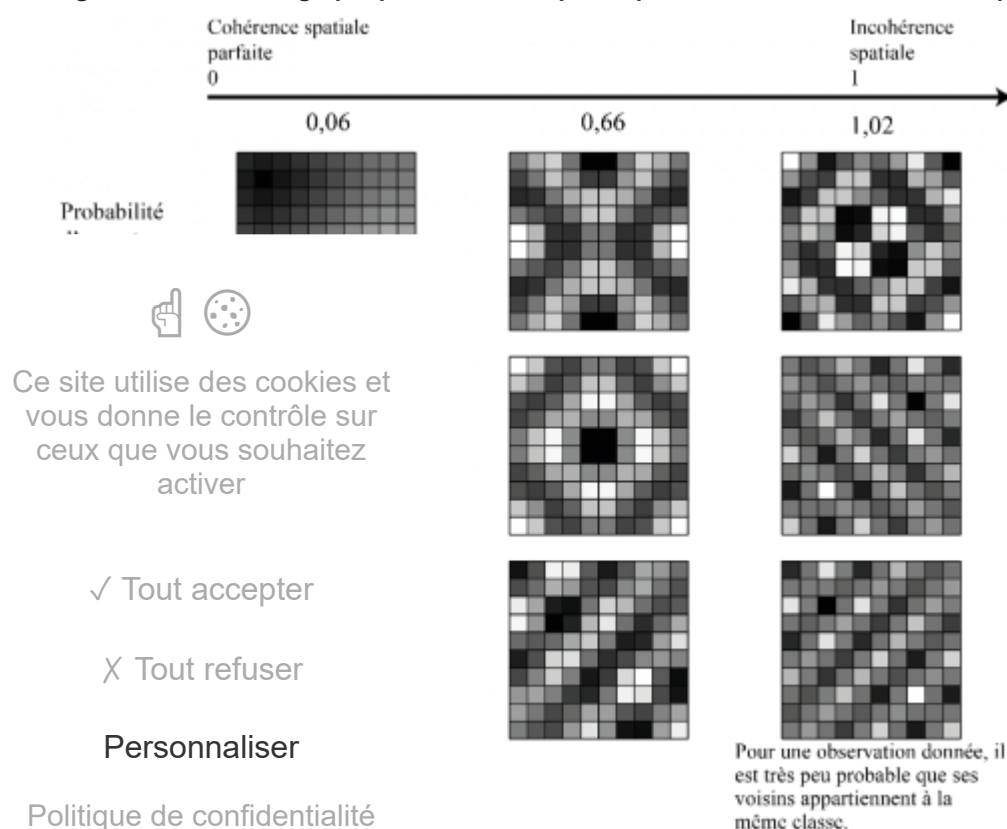 Cohérence spatiale
parfaite
0
Incohérence
spatiale
1
0,06
0,66
1,02
Probabilité
Ce site utilise des cookies et
vous donne le contrôle sur
ceux que vous souhaitez
activer
✓ Tout accepter
✗ Tout refuser
Personnaliser
Politique de confidentialité
Pour une observation donnée, il
est très peu probable que ses
voisins appartiennent à la
même classe.